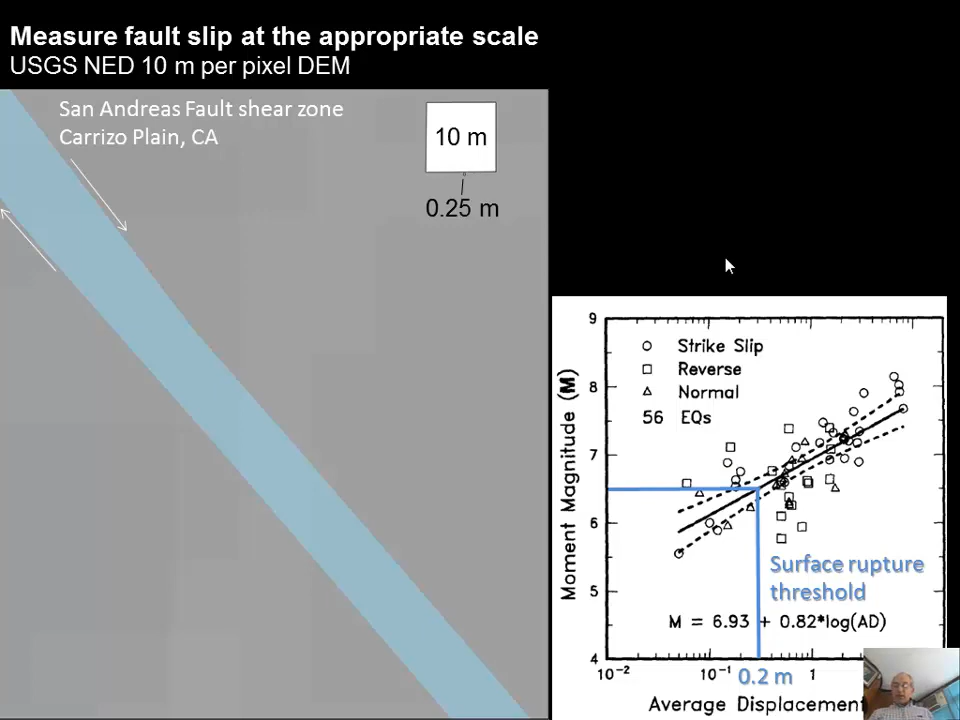 Measure fault slip at the appropriate scale
USGS NED 10 m per pixel DEM
San Andreas Fault shear zone
Carrizo Plain, CA
10 m
0.25 m
9
8
7
6
5
4
Moment Magnitude (M)
Strike Slip
Reverse
Normal
56 EQs
Surface rupture
threshold
M = 6.93 + 0.82*log(AD)
10-2
10-1
0.2 m
1
Average Displacement